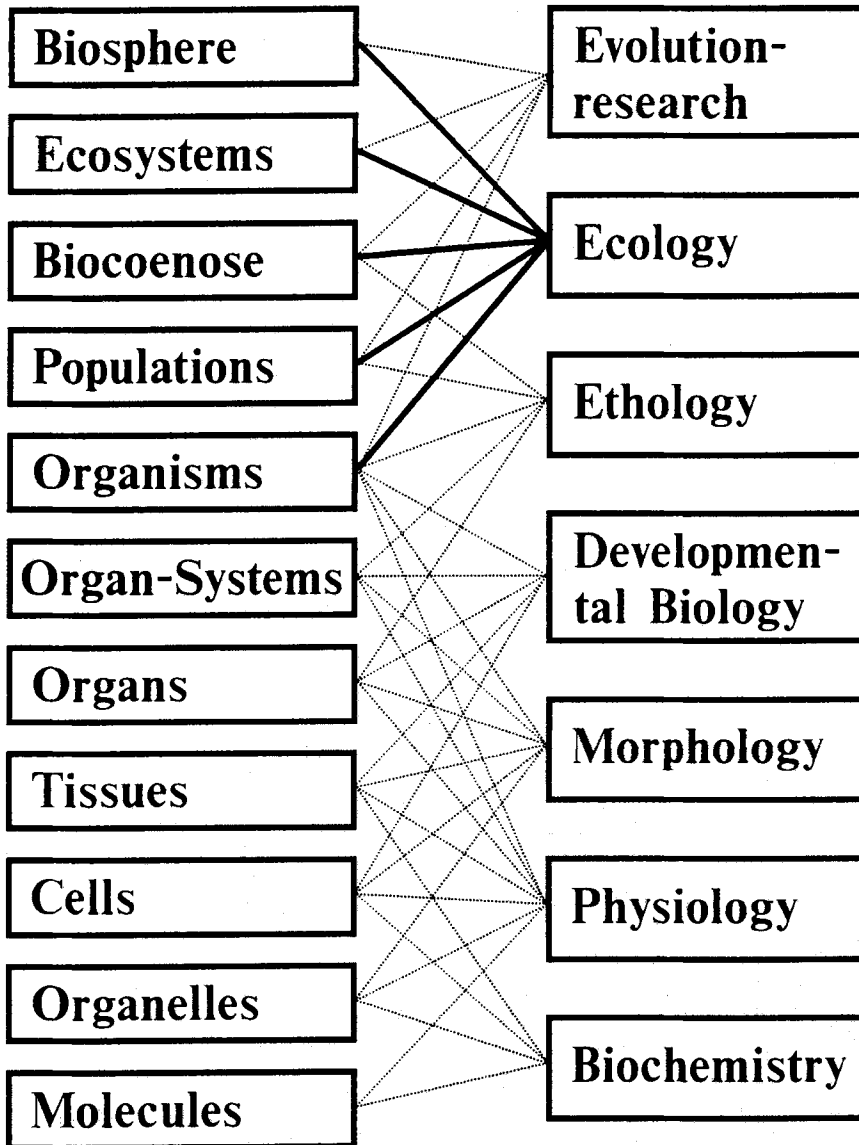 Biosphere
Ecosystems
Biocoenose
Populations
Organisms
Organ-Systems
Organs
Tissues
Cells
Organelles
Molecules
Evolution-
research
Ecology
Ethology
Developmen-
tal Biology
Morphology
Physiology
Biochemistry